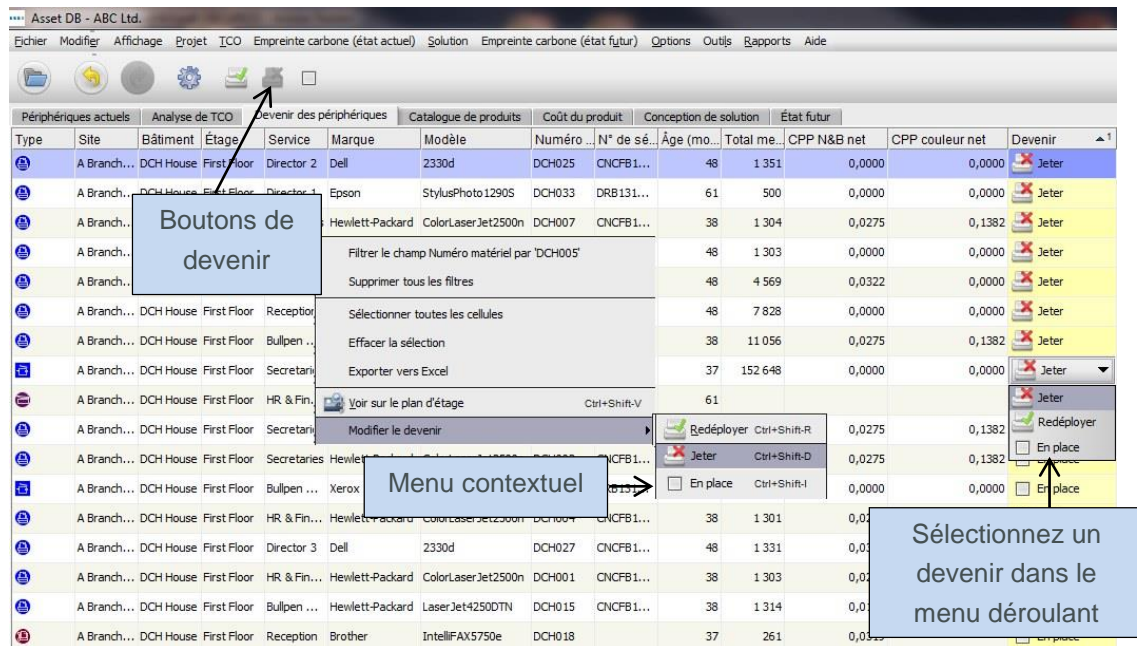 Asset DB - ABC Ltd.
Fichier Modifier Affichage Projet TCO Empreinte carbone (état actuel) Solution Empreinte carbone (état futur) Options Outils Rapports Aide
Périphériques actuels Analyse de TCO Devenir des périphériques Catalogue de produits Coût du produit Conception de solution État futur
Type Site Bâtiment Étage Service Marque Modèle Numéro ... N° de sé... Âge (mo... Total me... CPP N&B net CPP couleur net Devenir 1
A Branch... DCH House First Floor Director 2 Dell 2330d DCH025 CNCFB1... 48 1 351 0,0000 0,0000 Jeter
A Branch... DCH House First Floor Director 1 Epson StylusPhoto1290S DCH033 DRB131... 61 500 0,0000 0,0000 Jeter
A Branch... Hewlett-Packard ColorLaserJet2500n DCH007 CNCFB1... 38 1 304 0,0275 0,1382 Jeter
Boutons de
devenir
A Branch... 48 1 303 0,0000 0,0000 Jeter
Filtrer le champ Numéro matériel par 'DCH005'
A Branch... 48 4 569 0,0322 0,0000 Jeter
Supprimer tous les filtres
A Branch... DCH House First Floor Reception 48 7 828 0,0000 0,0000 Jeter
Sélectionner toutes les cellules
A Branch... DCH House First Floor Bullpen ... 38 11 056 0,0275 0,1382 Jeter
Effacer la sélection
A Branch... DCH House First Floor Secretari 37 152 648 0,0000 0,0000 Jeter
Exporter vers Excel
A Branch... DCH House First Floor HR & Fin... 61 Jeter
Voir sur le plan d'étage Ctrl+Shift-V
A Branch... DCH House First Floor Secretari 0,0275 0,1382 Redéployer
Modifier le devenir
Redéployer Ctrl+Shift-R
A Branch... DCH House First Floor Secretaries CNCFB1... 0,0275 0,1382 En place
Jeter Ctrl+Shift-D
A Branch... DCH House First Floor Bullpen ... Xerox 0,0000 0,0000 En place
En place Ctrl+Shift-I
Menu contextuel
A Branch... DCH House First Floor HR & Fin... Hewlett-Packard ColorLaserJet2500n DCH004 CNCFB1... 38 1 301
A Branch... DCH House First Floor Director 3 Dell 2330d DCH027 CNCFB1... 48 1 331
A Branch... DCH House First Floor HR & Fin... Hewlett-Packard ColorLaserJet2500n DCH001 CNCFB1... 38 1 303
A Branch... DCH House First Floor Bullpen ... Hewlett-Packard LaserJet4250DTN DCH015 CNCFB1... 38 1 314
A Branch... DCH House First Floor Reception Brother IntelliFAX5750e DCH018 37 261 En place
Sélectionnez un
devenir dans le
menu déroulant